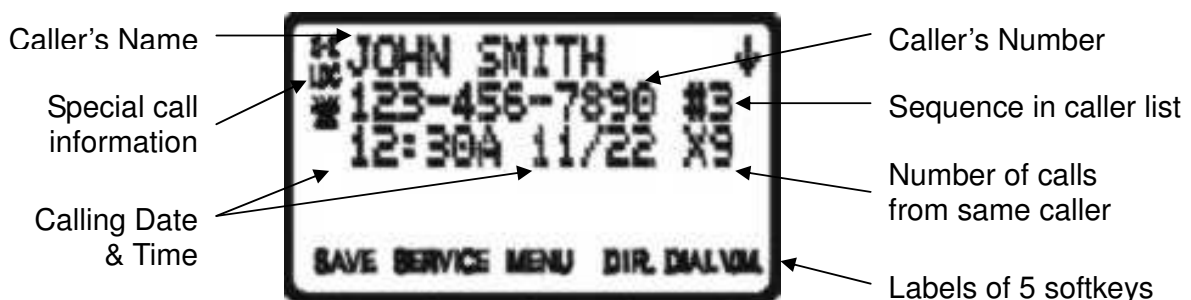 Caller's Name
Special call
information
Calling Date
& Time
JOHN SMITH
LDC
123-456-7890 #3
12:30A 11/22 X9
SAVE SERVICE MENU DIR. DIAL V.M.
Caller's Number
Sequence in caller list
Number of calls
from same caller
Labels of 5 softkeys